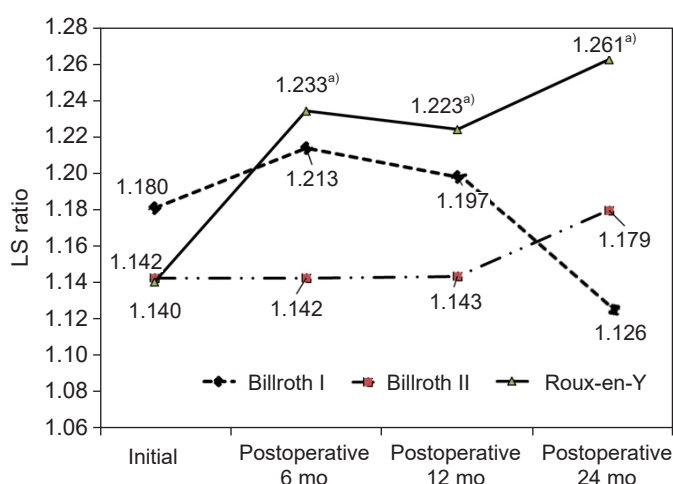 1.28
1.26
1.24
1.22
1.20
1.18
1.16
1.14
1.12
1.10
1.08
1.06
LS ratio
1.180
1.142
1.140
1.233a)
1.213
1.142
1.223a)
1.197
1.143
1.261a)
1.179
1.126
Billroth I
Billroth II
Roux-en-Y
Initial
Postoperative
6 mo
Postoperative
12 mo
Postoperative
24 mo